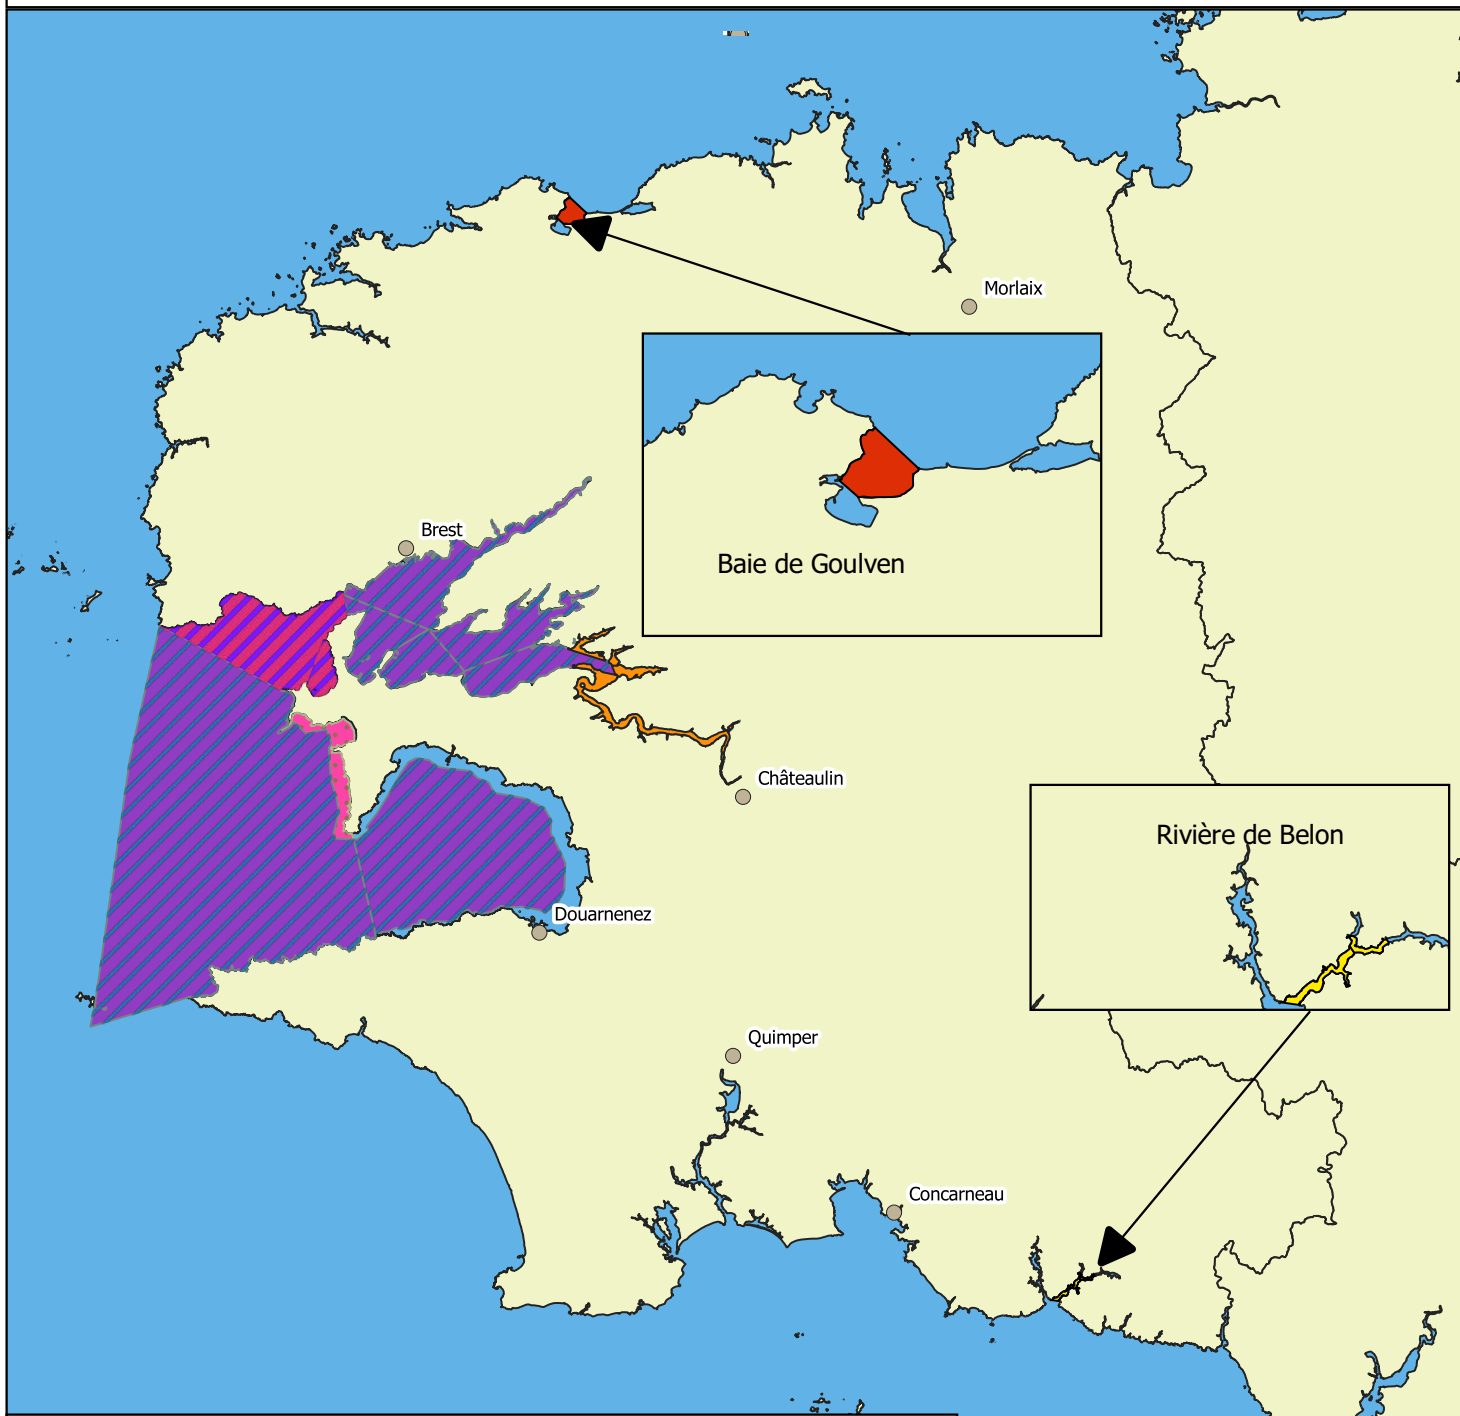 Morlaix
Brest
Baie de Goulven
Châteaulin
Rivière de Belon
Douarnenez
Quimper
Concarneau